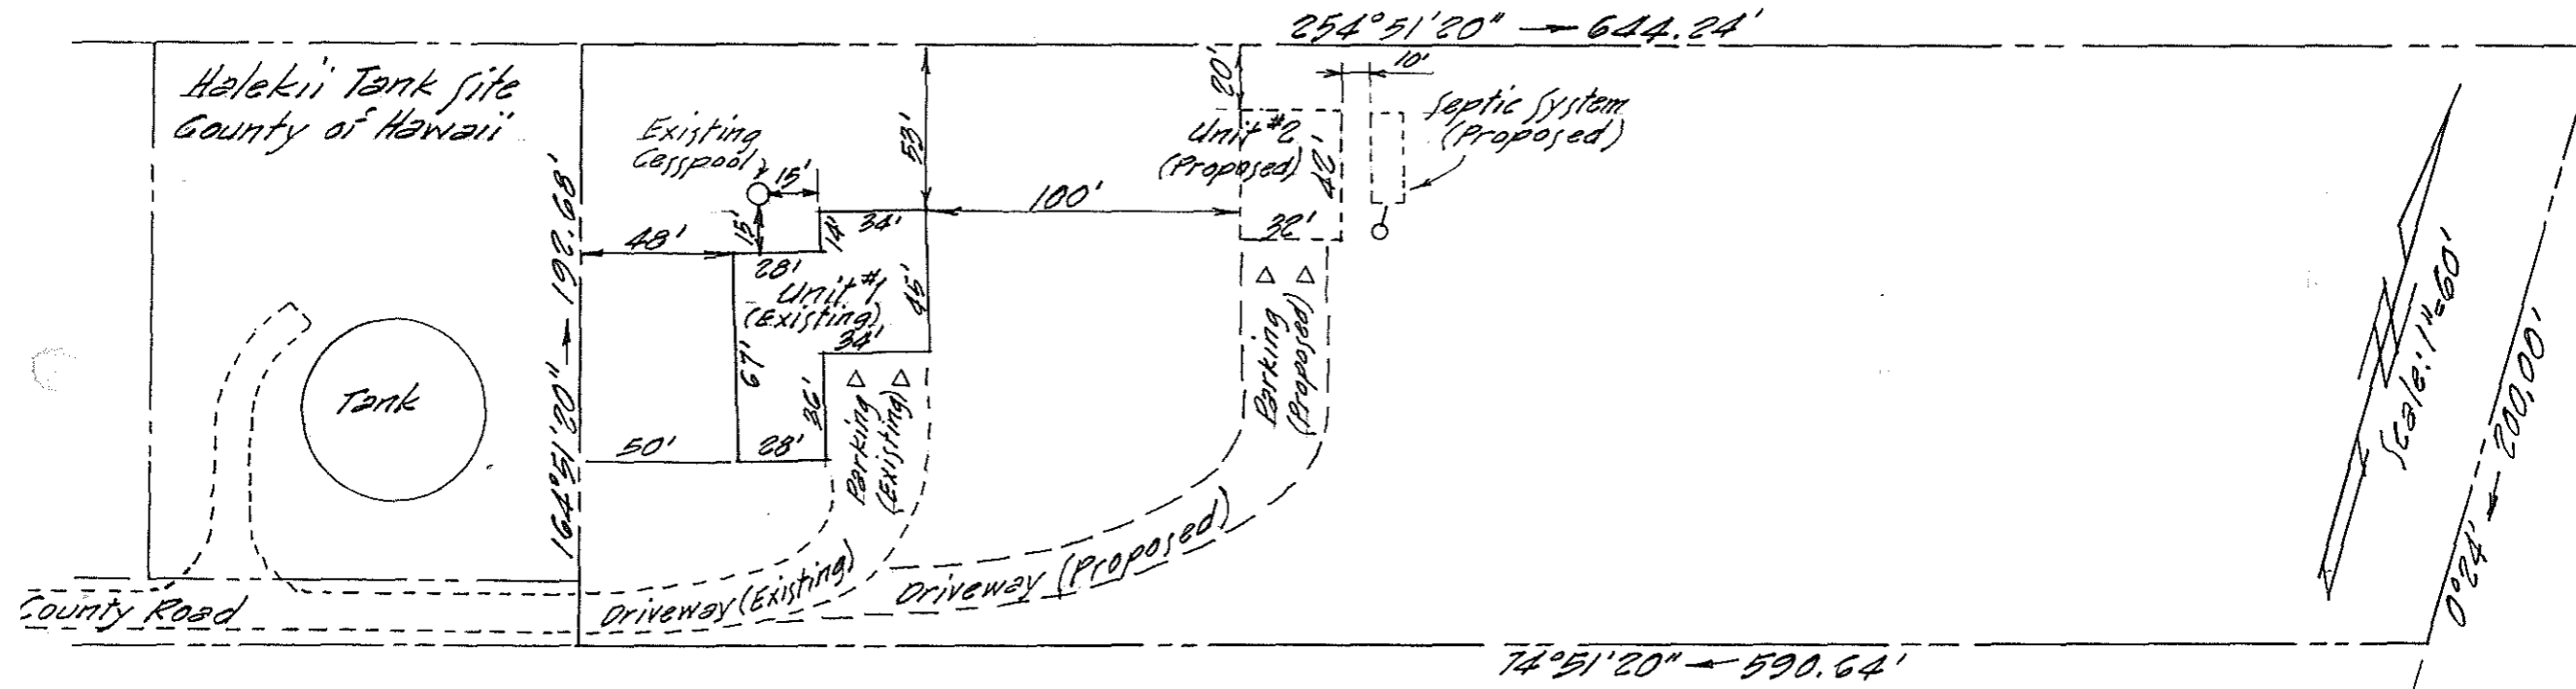 254°51'20" → 644.24'
Halekii Tank Site
County of Hawaii
164°51'20" → 192.68'
Existing
Cesspool
15'
15'
48'
28'
14'
34'
53'
Unit #1
(Existing)
45'
34'
67'
36'
50'
28'
Parking
(Existing)
100'
20'
10'
Unit #2
(Proposed)
42'
32'
Septic System
(Proposed)
Parking
(Proposed)
Tank
County Road
Driveway (Existing)
Driveway (Proposed)
Scale: 1"=60'
0°24' ← 200.00'
74°51'20" ← 590.64'